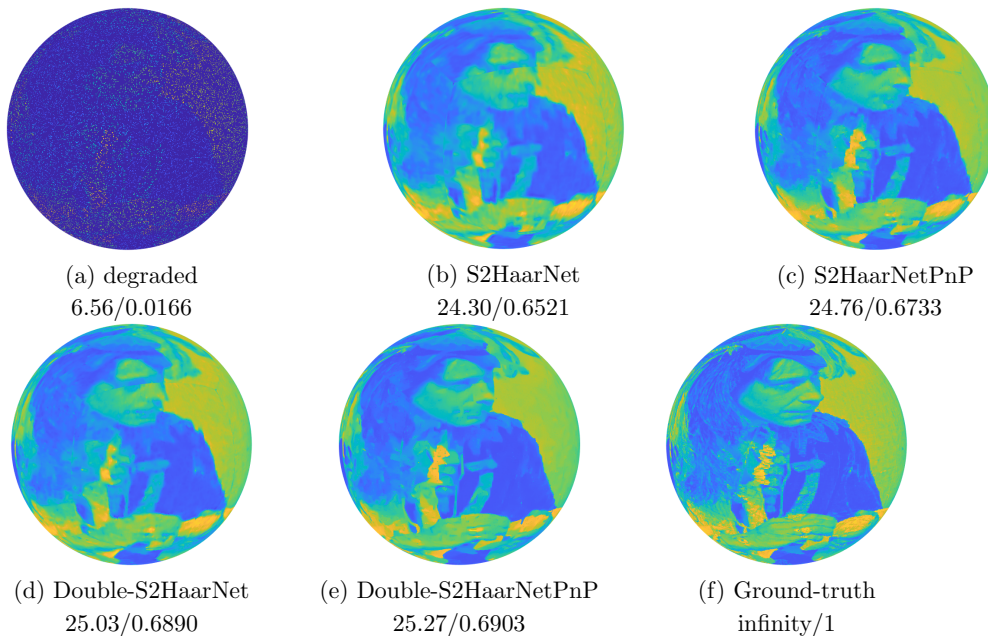 (a) degraded
6.56/0.0166
(b) S2HaarNet
24.30/0.6521
(c) S2HaarNetPnP
24.76/0.6733
(d) Double-S2HaarNet
25.03/0.6890
(e) Double-S2HaarNetPnP
25.27/0.6903
(f) Ground-truth
infinity/1